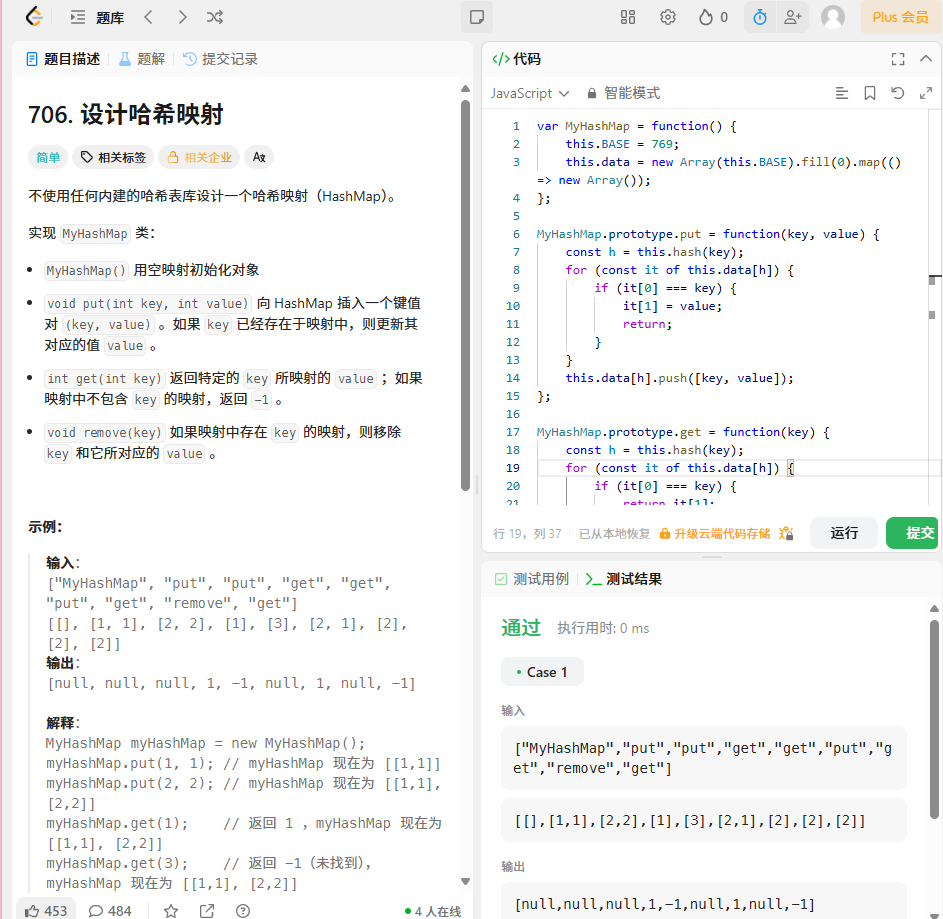 题库
0
Plus 会员
题目描述
题解
提交记录
706. 设计哈希映射
简单
相关标签
相关企业
不使用任何内建的哈希表库设计一个哈希映射（HashMap）。
实现 MyHashMap 类：
MyHashMap() 用空映射初始化对象
void put(int key, int value) 向 HashMap 插入一个键值
对 (key, value) 。如果 key 已经存在于映射中，则更新其
对应的值 value 。
int get(int key) 返回特定的 key 所映射的 value ；如果
映射中不包含 key 的映射，返回 -1 。
void remove(key) 如果映射中存在 key 的映射，则移除
key 和它所对应的 value 。
示例：
输入：
["MyHashMap", "put", "put", "get", "get",
"put", "get", "remove", "get"]
[[], [1, 1], [2, 2], [1], [3], [2, 1], [2],
[2], [2]]
输出：
[null, null, null, 1, -1, null, 1, null, -1]
解释：
MyHashMap myHashMap = new MyHashMap();
myHashMap.put(1, 1); // myHashMap 现在为 [[1,1]]
myHashMap.put(2, 2); // myHashMap 现在为 [[1,1],
[2,2]]
myHashMap.get(1);    // 返回 1 ，myHashMap 现在为
[[1,1], [2,2]]
myHashMap.get(3);    // 返回 -1（未找到），
myHashMap 现在为 [[1,1], [2,2]]
453
484
4 人在线
</> 代码
JavaScript
智能模式
1 var MyHashMap = function() {
2     this.BASE = 769;
3     this.data = new Array(this.BASE).fill(0).map(()
=> new Array());
4 };
5
6 MyHashMap.prototype.put = function(key, value) {
7     const h = this.hash(key);
8     for (const it of this.data[h]) {
9         if (it[0] === key) {
10             it[1] = value;
11             return;
12         }
13     }
14     this.data[h].push([key, value]);
15 };
16
17 MyHashMap.prototype.get = function(key) {
18     const h = this.hash(key);
19     for (const it of this.data[h]) {
20         if (it[0] === key) {
21             return it[1];
行 19，列 37
已从本地恢复
升级云端代码存储
运行
提交
测试用例
测试结果
通过
执行用时: 0 ms
Case 1
输入
["MyHashMap","put","put","get","get","put","g
et","remove","get"]
[[],[1,1],[2,2],[1],[3],[2,1],[2],[2],[2]]
输出
[null,null,null,1,-1,null,1,null,-1]